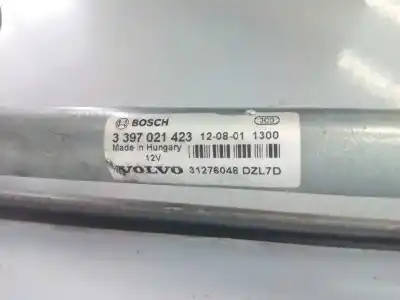 BOSCH
3 397 021 423 12-08-01 1300
Made in Hungary
12V
VOLVO 31276048 DZL7D